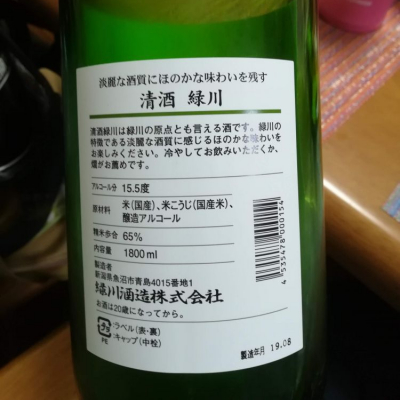 淡麗な酒質にほのかな味わいを残す
清酒 緑川
清酒緑川は緑川の原点とも言える酒です。緑川の
特徴である淡麗な酒質に感じるほのかな味わいを
お楽しみください。冷やしてお飲みいただくか、
燗がお薦めです。
アルコール分 15.5度
原材料 米(国産)、米こうじ(国産米)、
醸造アルコール
精米歩合 65%
内容量 1800㎖
製造者
新潟県魚沼市青島4015番地1
緑川酒造株式会社
お酒は20歳になってから。
プラ
PE
:ラベル(表・裏)
:キャップ(中栓)
製造年月 19.08
4535478000154